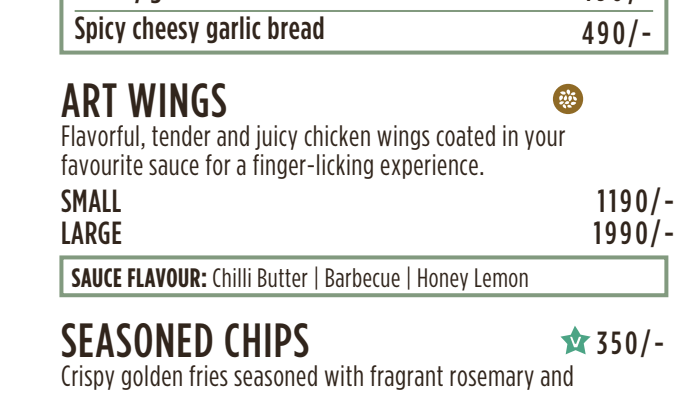 Spicy cheesy garlic bread 490/-
ART WINGS
Flavorful, tender and juicy chicken wings coated in your
favourite sauce for a finger-licking experience.
SMALL 1190/-
LARGE 1990/-
SAUCE FLAVOUR: Chilli Butter | Barbecue | Honey Lemon
SEASONED CHIPS V 350/-
Crispy golden fries seasoned with fragrant rosemary and